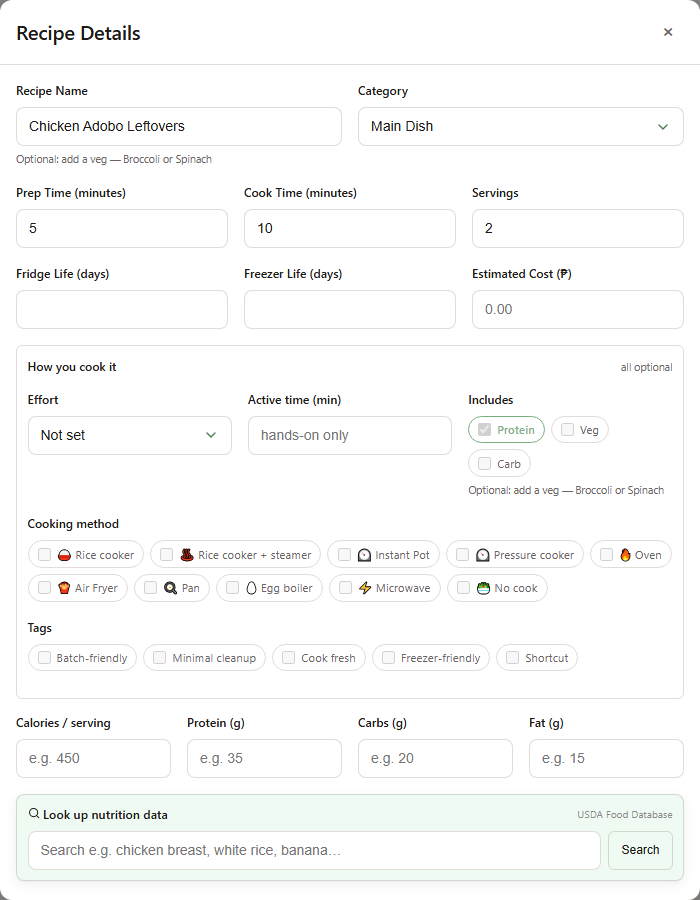 Recipe Details ×
Recipe Name Category
Chicken Adobo Leftovers Main Dish
Optional: add a veg — Broccoli or Spinach
Prep Time (minutes) Cook Time (minutes) Servings
5 10 2
Fridge Life (days) Freezer Life (days) Estimated Cost (₱)
0.00
How you cook it all optional
Effort Active time (min) Includes
Not set hands-on only Protein Veg
Carb
Optional: add a veg — Broccoli or Spinach
Cooking method
Rice cooker Rice cooker + steamer Instant Pot Pressure cooker Oven
Air Fryer Pan Egg boiler Microwave No cook
Tags
Batch-friendly Minimal cleanup Cook fresh Freezer-friendly Shortcut
Calories / serving Protein (g) Carbs (g) Fat (g)
e.g. 450 e.g. 35 e.g. 20 e.g. 15
Look up nutrition data USDA Food Database
Search e.g. chicken breast, white rice, banana... Search